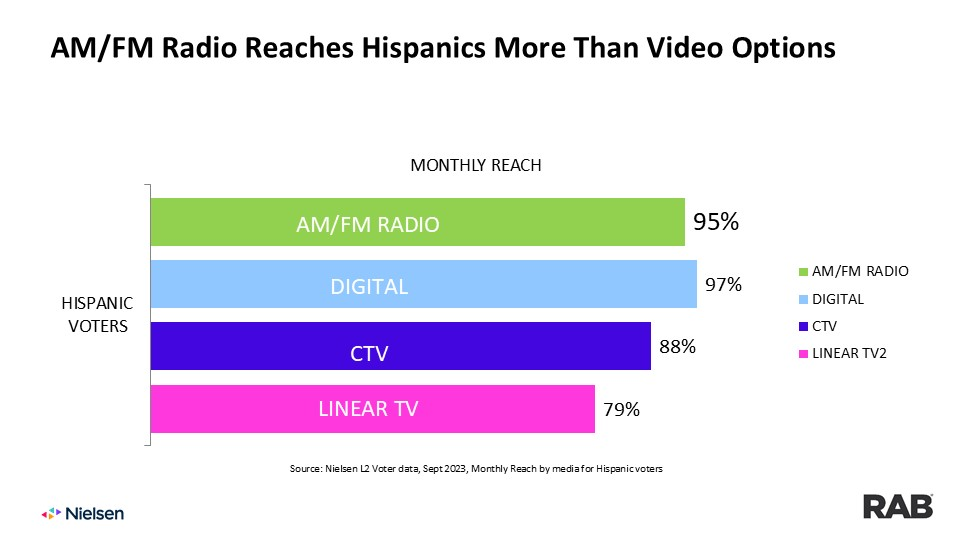 AM/FM Radio Reaches Hispanics More Than Video Options
MONTHLY REACH
AM/FM RADIO
95%
DIGITAL
97%
HISPANIC
VOTERS
CTV
88%
LINEAR TV
79%
AM/FM RADIO
DIGITAL
CTV
LINEAR TV2
Source: Nielsen L2 Voter data, Sept 2023, Monthly Reach by media for Hispanic voters
Nielsen
RAB